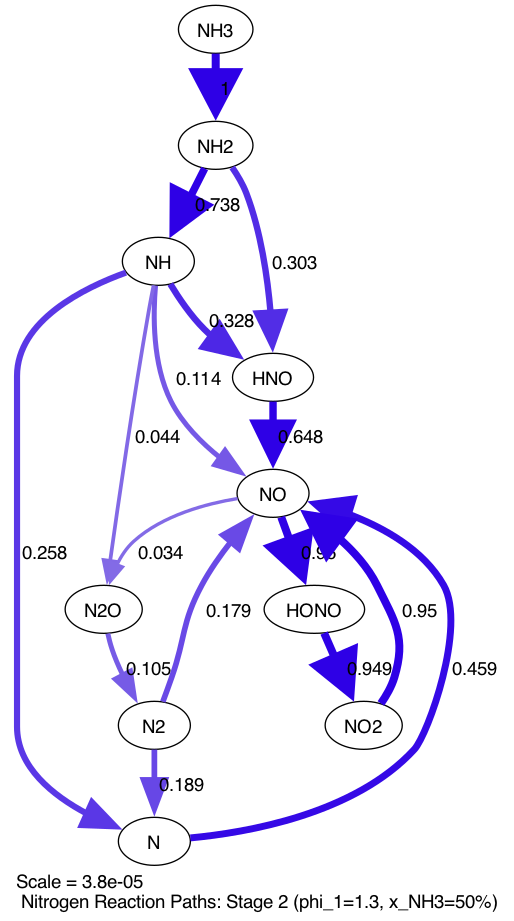 NH3
1
NH2
0.738
NH
0.303
0.328
HNO
0.114
0.648
0.044
NO
0.258
0.034
0.95
N2O
HONO
0.179
0.95
0.105
0.949
0.459
N2
NO2
0.189
N
Scale = 3.8e-05
Nitrogen Reaction Paths: Stage 2 (phi_1=1.3, x_NH3=50%)